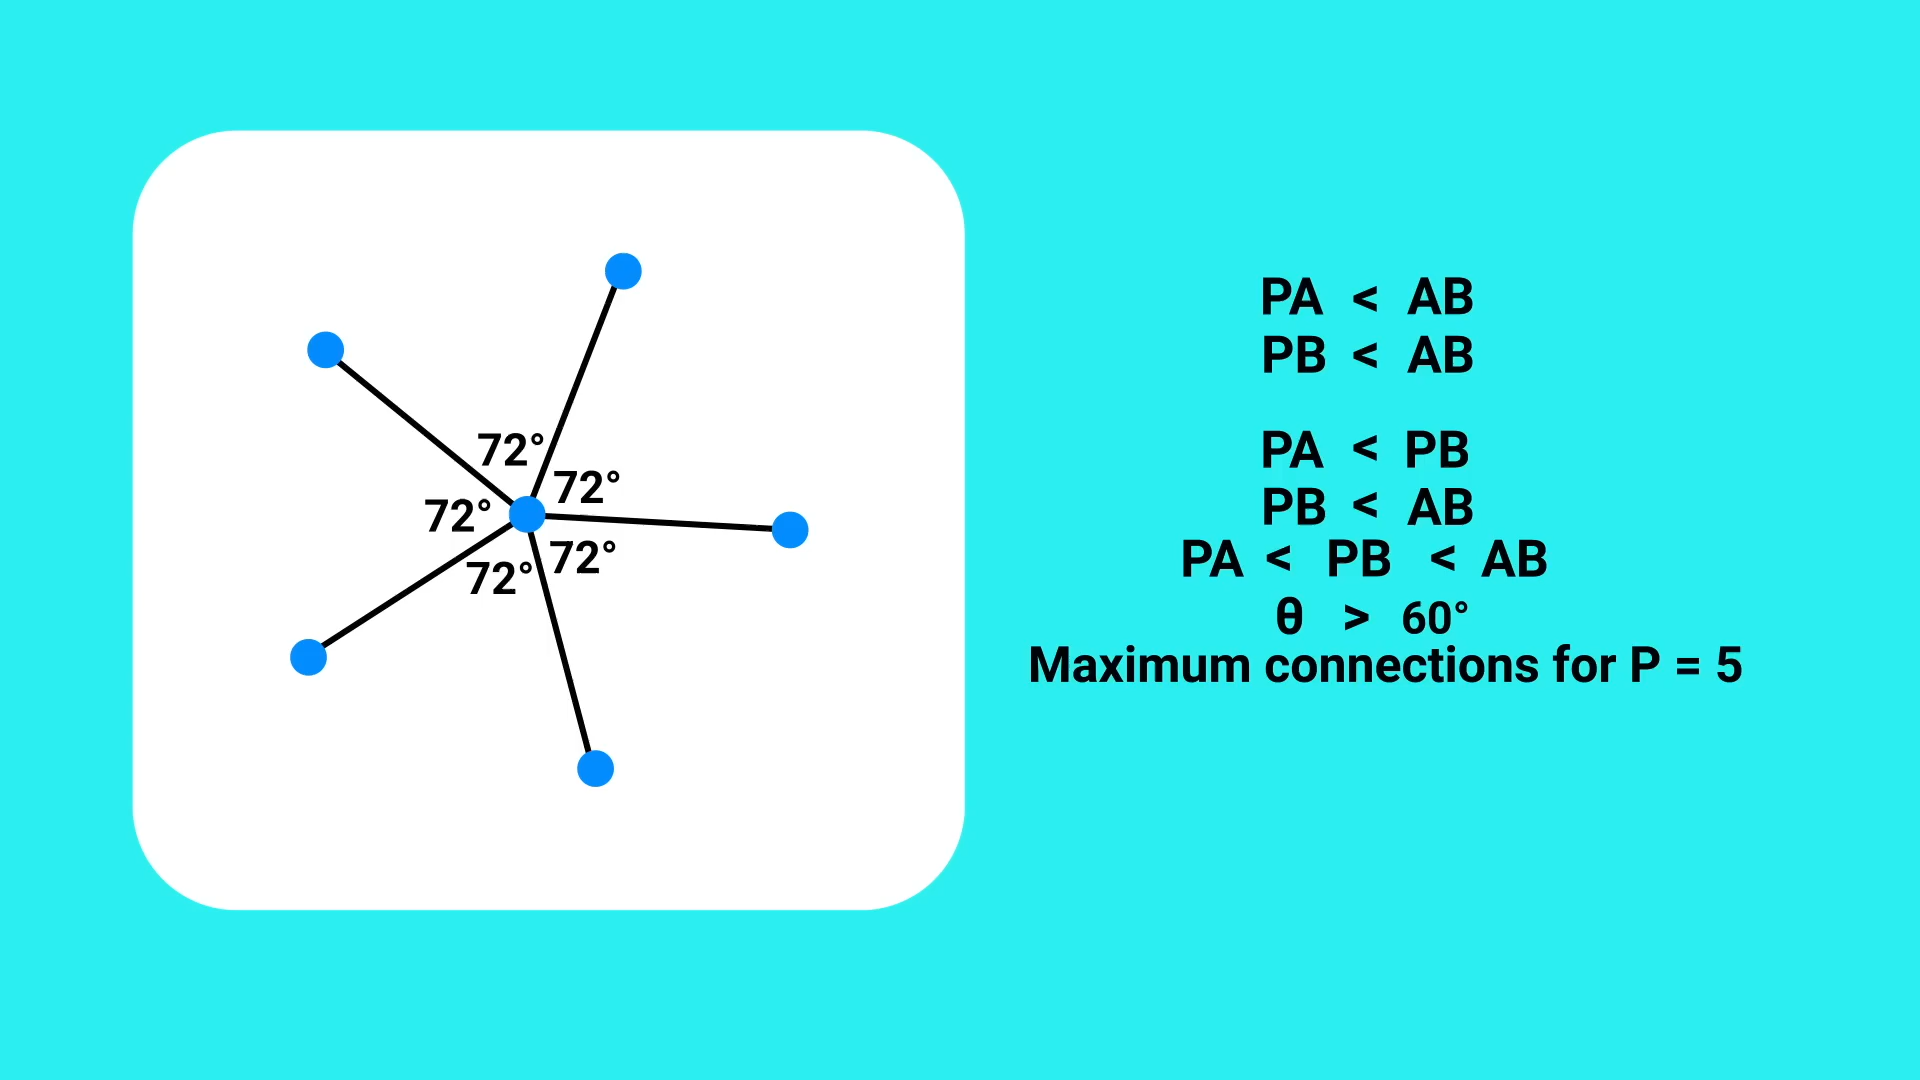 72°
72°
72°
72°
72°
PA < AB
PB < AB
PA < PB
PB < AB
PA < PB < AB
θ > 60°
Maximum connections for P = 5